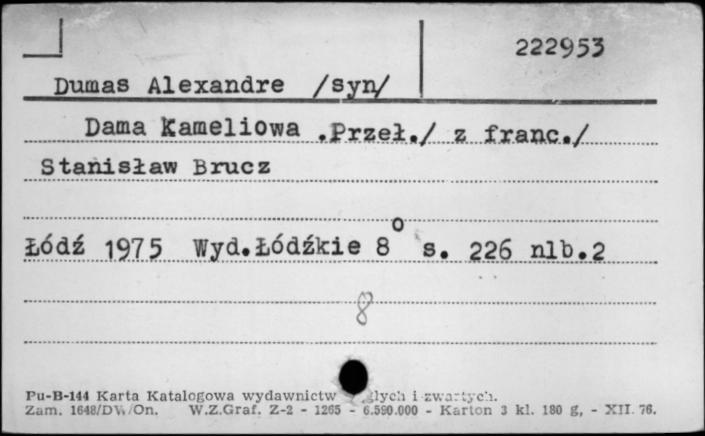 222953
Dumas Alexandre /syn/
Dama Kameliowa .Przeł./ z franc./
Stanisław Brucz
Łódź 1975 Wyd.Łódźkie 8° s. 226 nlb.2
8
Pu-B-144 Karta Katalogowa wydawnictw i zwartych.
Zam. 1648/DW/On. W.Z.Graf. Z-2 - 1265 - 6.590.000 - Karton 3 kl. 180 g, - XII. 76.